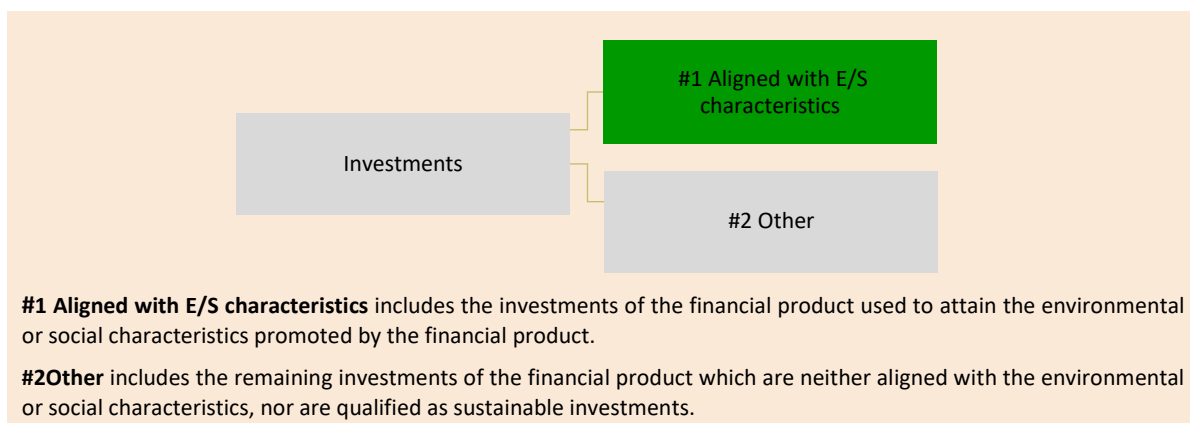 #1 Aligned with E/S
characteristics
Investments
#2 Other
#1 Aligned with E/S characteristics includes the investments of the financial product used to attain the environmental
or social characteristics promoted by the financial product.
#2Other includes the remaining investments of the financial product which are neither aligned with the environmental
or social characteristics, nor are qualified as sustainable investments.